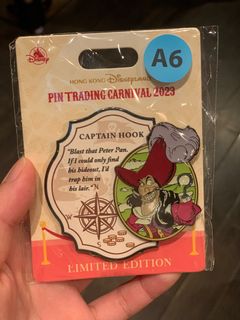 Disney
A6
HONG KONG Disneyland
PIN TRADING CARNIVAL 2023
CAPTAIN HOOK
"Blast that Peter Pan.
If I could only find
his hideout, I'd
trap him in
his lair."
LIMITED EDITION